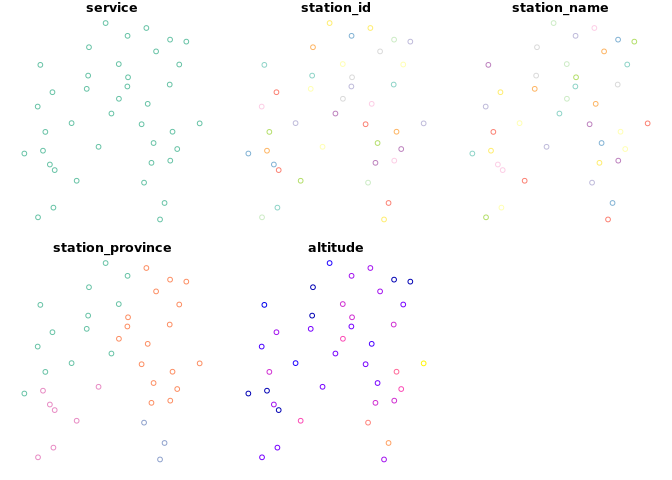 service
station_id
station_name
station_province
altitude